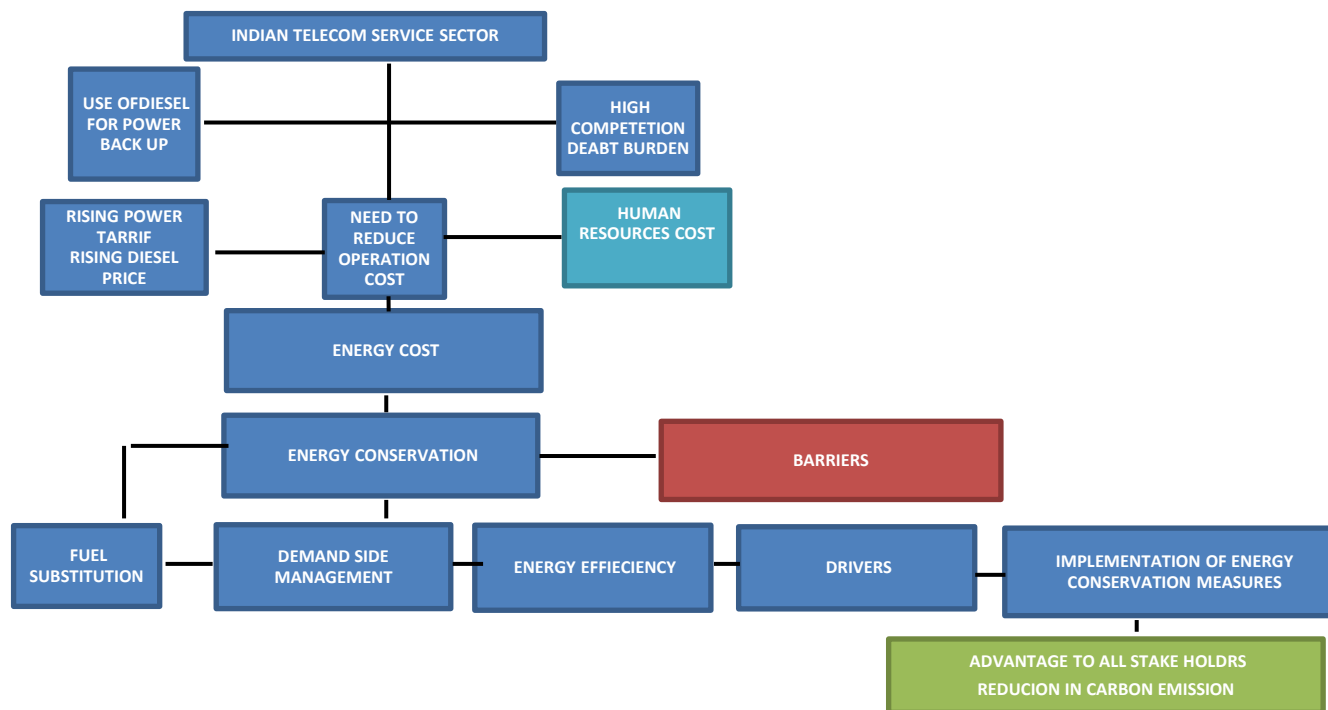 INDIAN TELECOM SERVICE SECTOR
USE OFDIESEL
FOR POWER
BACK UP
HIGH
COMPETETION
DEABT BURDEN
RISING POWER
TARRIF
RISING DIESEL
PRICE
NEED TO
REDUCE
OPERATION
COST
HUMAN
RESOURCES COST
ENERGY COST
ENERGY CONSERVATION
BARRIERS
FUEL
SUBSTITUTION
DEMAND SIDE
MANAGEMENT
ENERGY EFFIECIENCY
DRIVERS
IMPLEMENTATION OF ENERGY
CONSERVATION MEASURES
ADVANTAGE TO ALL STAKE HOLDRS
REDUCION IN CARBON EMISSION